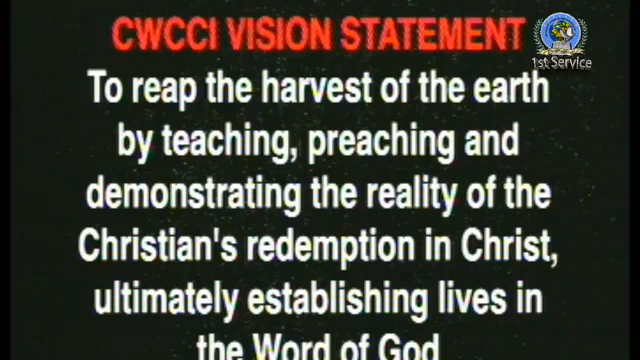 CWCCI VISION STATEMENT
1st Service
To reap the harvest of the earth
by teaching, preaching and
demonstrating the reality of the
Christian's redemption in Christ,
ultimately establishing lives in
the Word of God